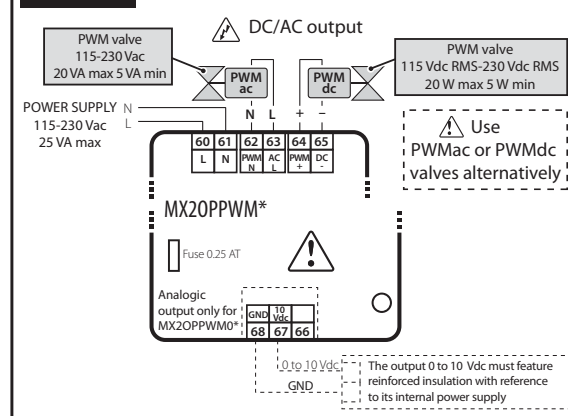 DC/AC output
PWM valve
115-230 Vac
20 VA max 5 VA min
PWM
ac
PWM
dc
PWM valve
115 Vdc RMS-230 Vdc RMS
20 W max 5 W min
N L + –
POWER SUPPLY N
115-230 Vac L
25 VA max
Use
PWMac or PWMdc
valves alternatively
60 61 62 63 64 65
L N PWM N AC L PWM + DC -
MX2OPPWM*
Fuse 0.25 AT
Analogic
output only for
MX2OPPWM0*
GND 10 Vdc
68 67 66
0 to 10 Vdc
GND
The output 0 to 10 Vdc must feature
reinforced insulation with reference
to its internal power supply